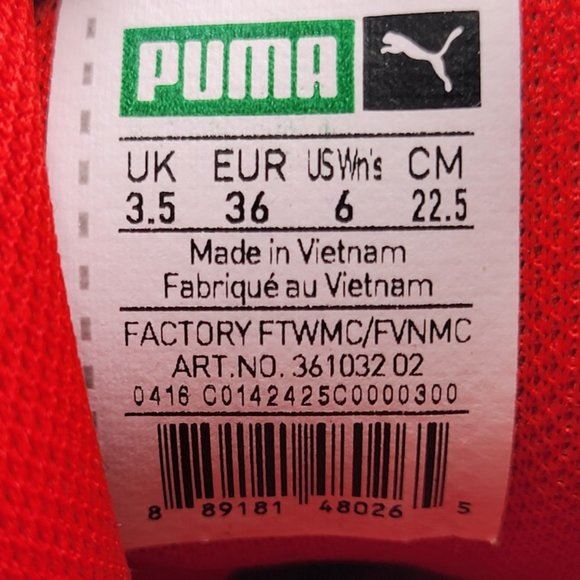 PUMA
UK EUR US Wn's CM
3.5 36 6 22.5
Made in Vietnam
Fabriqué au Vietnam
FACTORY FTWMC/FVNMC
ART.NO. 361032 02
0416 C0142425C0000300
8 89181 48026 5